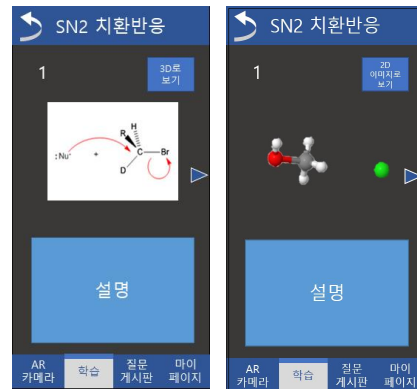 SN2 치환반응
1
3D로
보기
:Nu⁻
+
R
H
C
Br
D
설명
AR
카메라
학습
질문
게시판
마이
페이지
SN2 치환반응
1
2D
이미지로
보기
설명
AR
카메라
학습
질문
게시판
마이
페이지